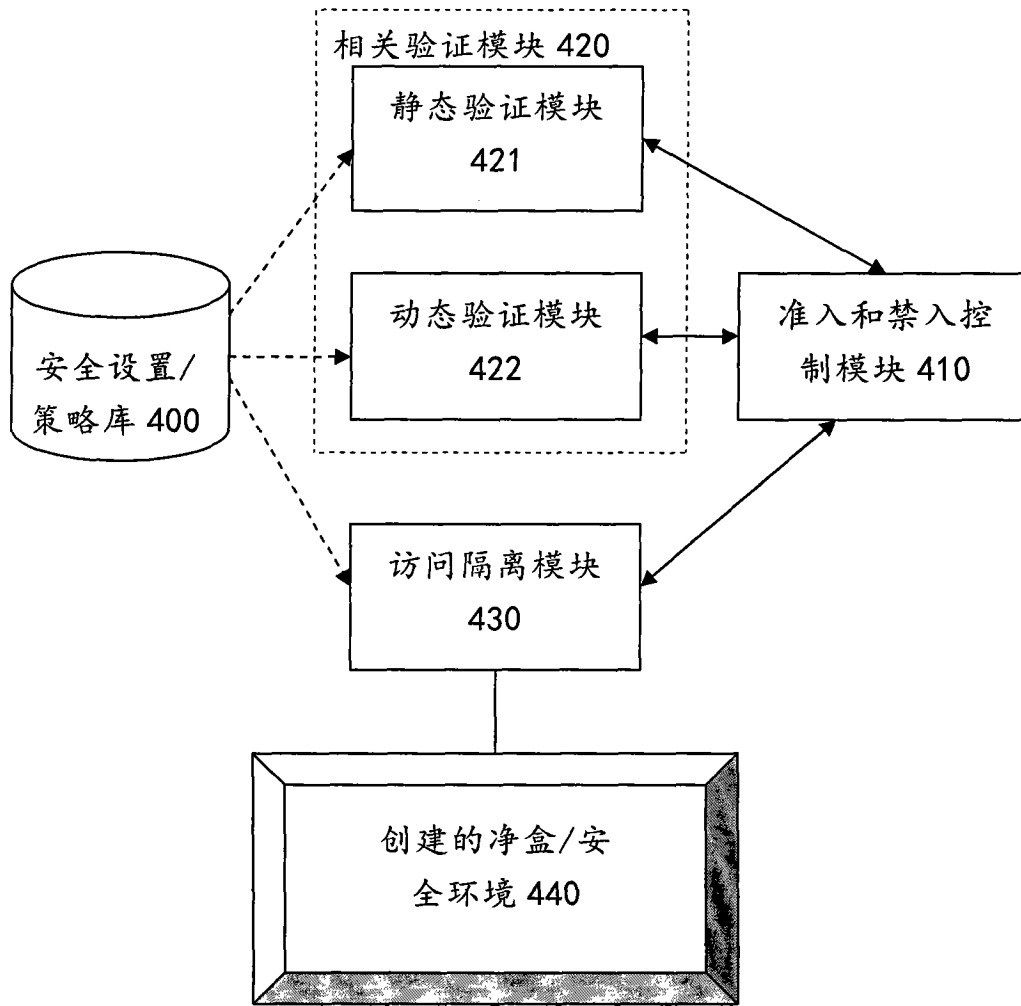 相关验证模块 420
静态验证模块
421
动态验证模块
422
安全设置/
策略库 400
准入和禁入控
制模块 410
访问隔离模块
430
创建的净盒/安
全环境 440